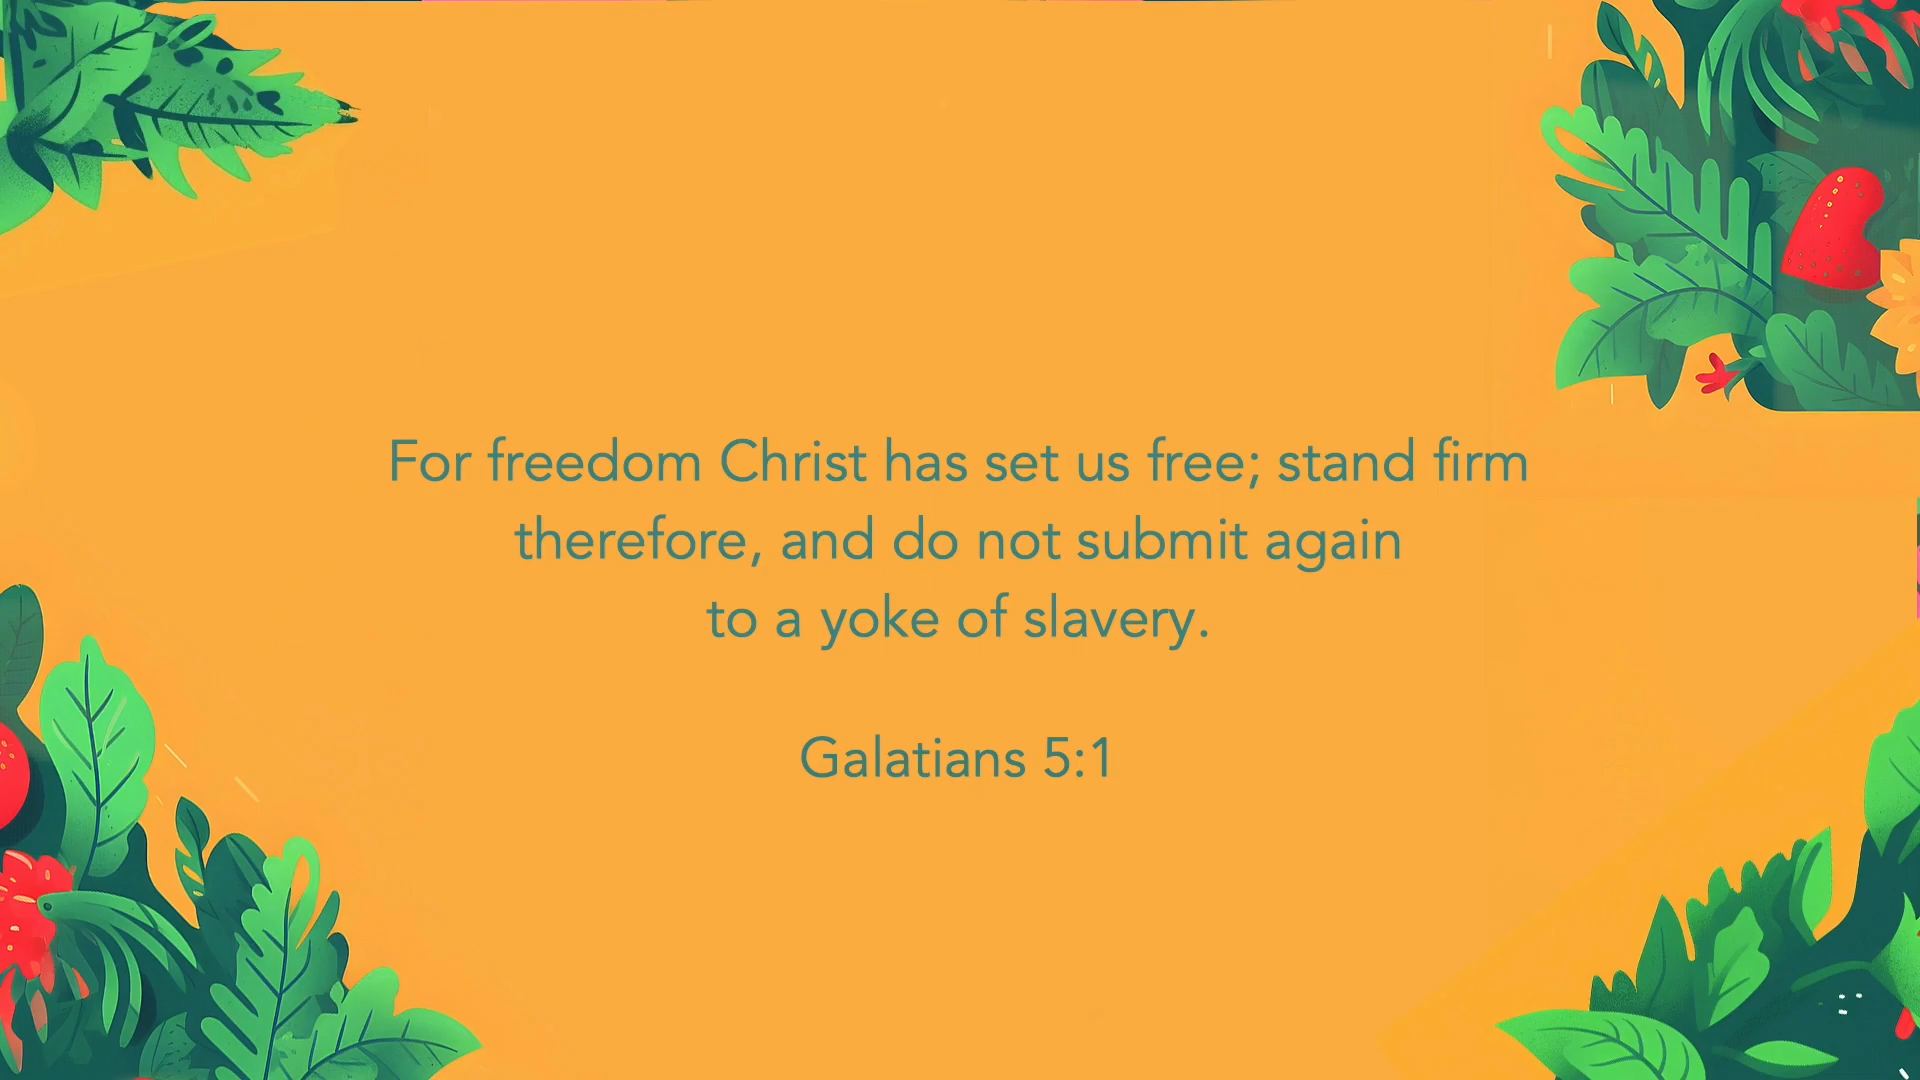 For freedom Christ has set us free; stand firm
therefore, and do not submit again
to a yoke of slavery.
Galatians 5:1